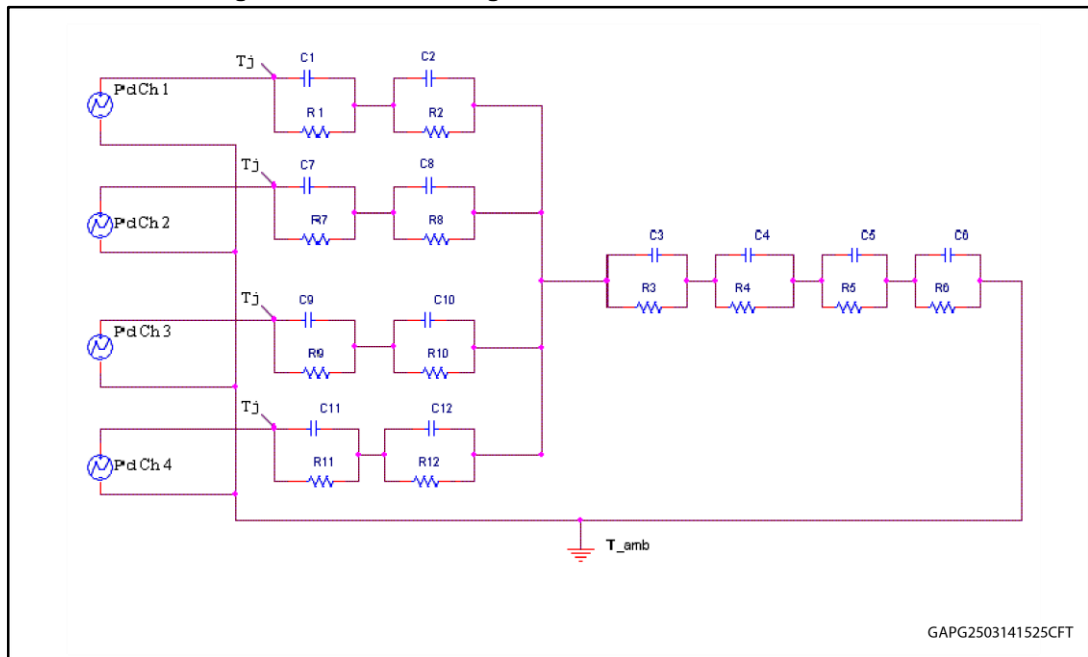 Tj
C1
C2
PdCh1
R1
R2
Tj
C7
C8
PdCh2
R7
R8
C3
C4
C5
C6
R3
R4
R5
R6
Tj
C9
C10
PdCh3
R9
R10
Tj
C11
C12
PdCh4
R11
R12
T_amb
GAPG2503141525CFT